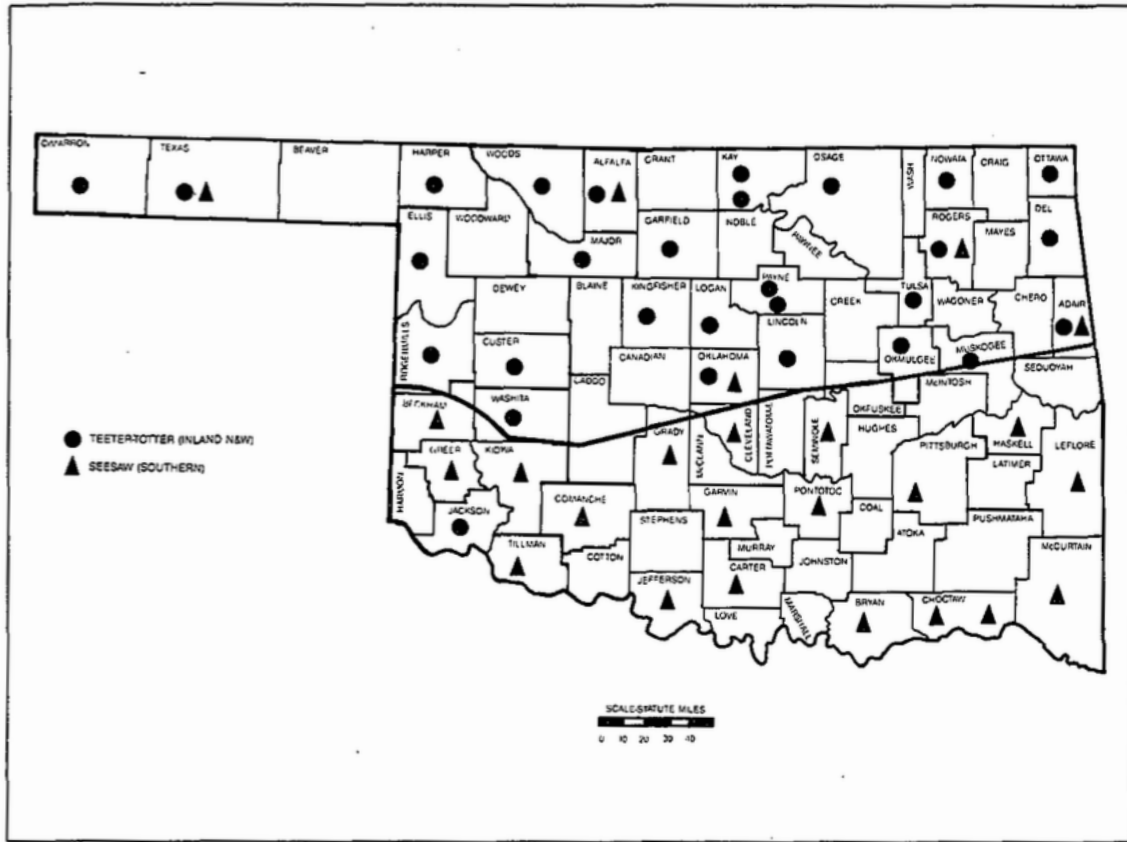 CIMARRON
TEXAS
BEAVER
HARPER
WOODS
ALFALFA
GRANT
KAY
OSAGE
WASH
NOWATA
CRAIG
OTTAWA
ELLIS
WOODWARD
MAJOR
GARFIELD
NOBLE
PAWNEE
ROGERS
MAYES
DEL
DEWEY
BLAINE
KINGFISHER
LOGAN
PAYNE
CREEK
TULSA
WAGONER
CHERO
ADAIR
ROGER MILLS
CUSTER
CANADIAN
OKLAHOMA
LINCOLN
OKMULGEE
MUSKOGEE
SEQUOYAH
BECKHAM
WASHITA
CADDO
GRADY
McCLAIN
CLEVELAND
POTTAWATOMIE
SEMINOLE
OKFUSKEE
McINTOSH
HUGHES
PITTSBURGH
HASKELL
LEFLORE
LATIMER
HARMON
GREER
KIOWA
JACKSON
COMANCHE
TILLMAN
COTTON
STEPHENS
GARVIN
MURRAY
PONTOTOC
COAL
ATOKA
PUSHMATAHA
McCURTAIN
JEFFERSON
CARTER
JOHNSTON
LOVE
MARSHALL
BRYAN
CHOCTAW
TEETER-TOTTER (INLAND N&W)
SEESAW (SOUTHERN)
SCALE-STATUTE MILES
0 10 20 30 40